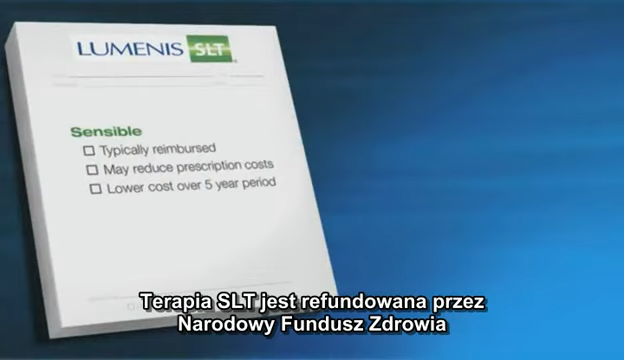 LUMENIS SLT
Sensible
Typically reimbursed
May reduce prescription costs
Lower cost over 5 year period
Terapia SLT jest refundowana przez
Narodowy Fundusz Zdrowia